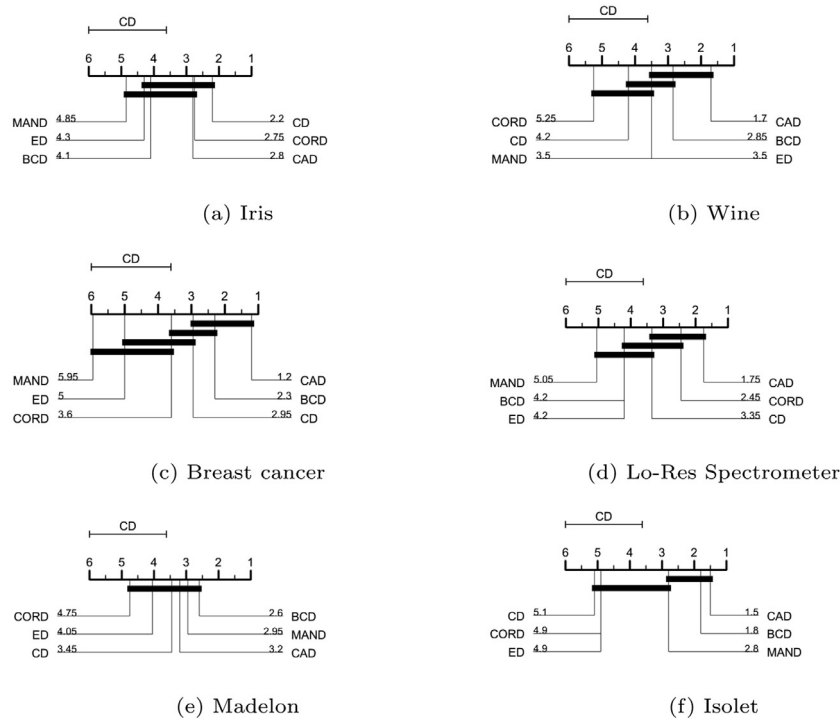 CD
6 5 4 3 2 1
MAND 4.85 2.2 CD
ED 4.3 2.75 CORD
BCD 4.1 2.8 CAD
(a) Iris
CD
6 5 4 3 2 1
CORD 5.25 1.7 CAD
CD 4.2 2.85 BCD
MAND 3.5 3.5 ED
(b) Wine
CD
6 5 4 3 2 1
MAND 5.95 1.2 CAD
ED 5 2.3 BCD
CORD 3.6 2.95 CD
(c) Breast cancer
CD
6 5 4 3 2 1
MAND 5.05 1.75 CAD
BCD 4.2 2.45 CORD
ED 4.2 3.35 CD
(d) Lo-Res Spectrometer
CD
6 5 4 3 2 1
CORD 4.75 2.6 BCD
ED 4.05 2.95 MAND
CD 3.45 3.2 CAD
(e) Madelon
CD
6 5 4 3 2 1
CD 5.1 1.5 CAD
CORD 4.9 1.8 BCD
ED 4.9 2.8 MAND
(f) Isolet